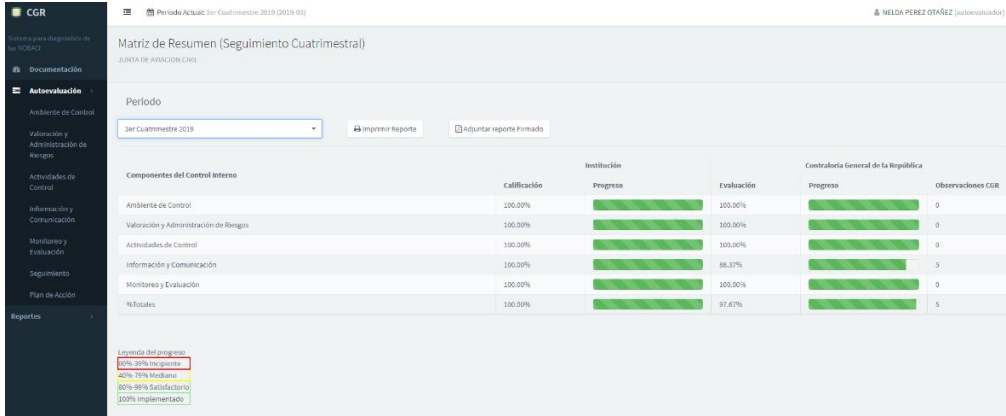 CGR
Período Actual: 3er Cuatrimestre 2019 (2019-03)
NELDA PEREZ OTAÑEZ (autoevaluador)
Sistema para diagnóstico de
las NOBACI
Documentación
Autoevaluación
Ambiente de Control
Valoración y
Administración de
Riesgos
Actividades de
Control
Información y
Comunicación
Monitoreo y
Evaluación
Seguimiento
Plan de Acción
Reportes
Matriz de Resumen (Seguimiento Cuatrimestral)
JUNTA DE AVIACION CIVIL
Período
3er Cuatrimestre 2019
Imprimir Reporte
Adjuntar reporte Firmado
Componentes del Control Interno Institución Contraloría General de la República
Calificación Progreso Evaluación Progreso Observaciones CGR
Ambiente de Control 100.00% 100.00% 0
Valoración y Administración de Riesgos 100.00% 100.00% 0
Actividades de Control 100.00% 100.00% 0
Información y Comunicación 100.00% 88.37% 5
Monitoreo y Evaluación 100.00% 100.00% 0
%Totales 100.00% 97.67% 5
Leyenda del progreso
00%-39% Incipiente
40%-79% Mediano
80%-99% Satisfactorio
100% Implementado